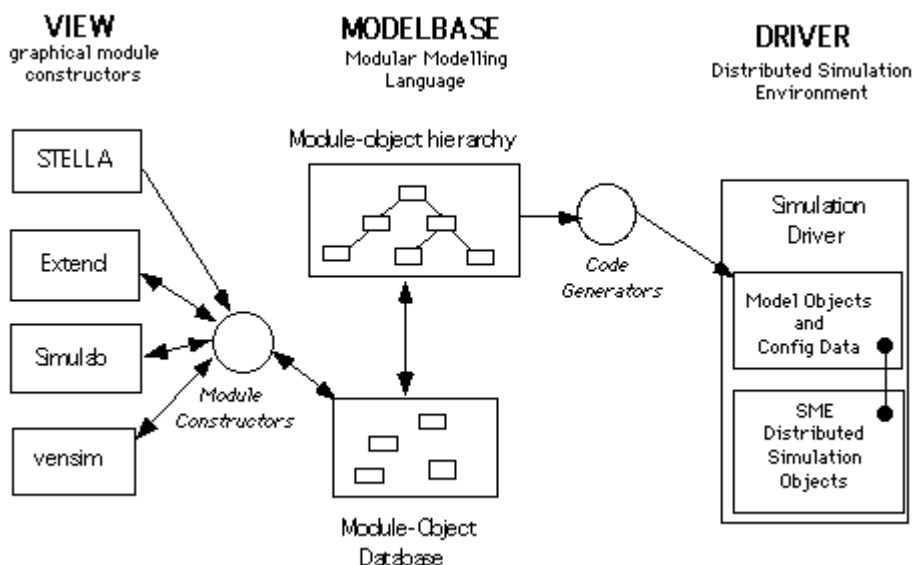 VIEW
graphical module
constructors
MODELBASE
Modular Modelling
Language
DRIVER
Distributed Simulation
Environment
STELLA
Extend
Simulab
vensim
Module
Constructors
Module-object hierarchy
Module-Object
Database
Code
Generators
Simulation
Driver
Model Objects
and
Config Data
SME
Distributed
Simulation
Objects